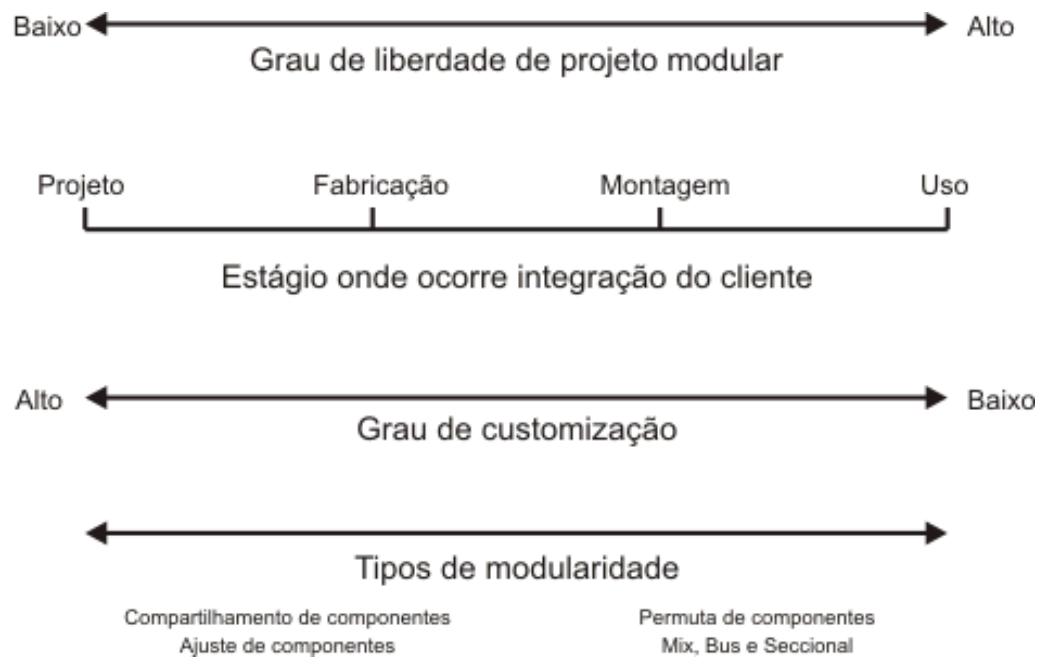 Baixo Alto
Grau de liberdade de projeto modular
Projeto Fabricação Montagem Uso
Estágio onde ocorre integração do cliente
Alto Baixo
Grau de customização
Tipos de modularidade
Compartilhamento de componentes Permuta de componentes
Ajuste de componentes Mix, Bus e Seccional